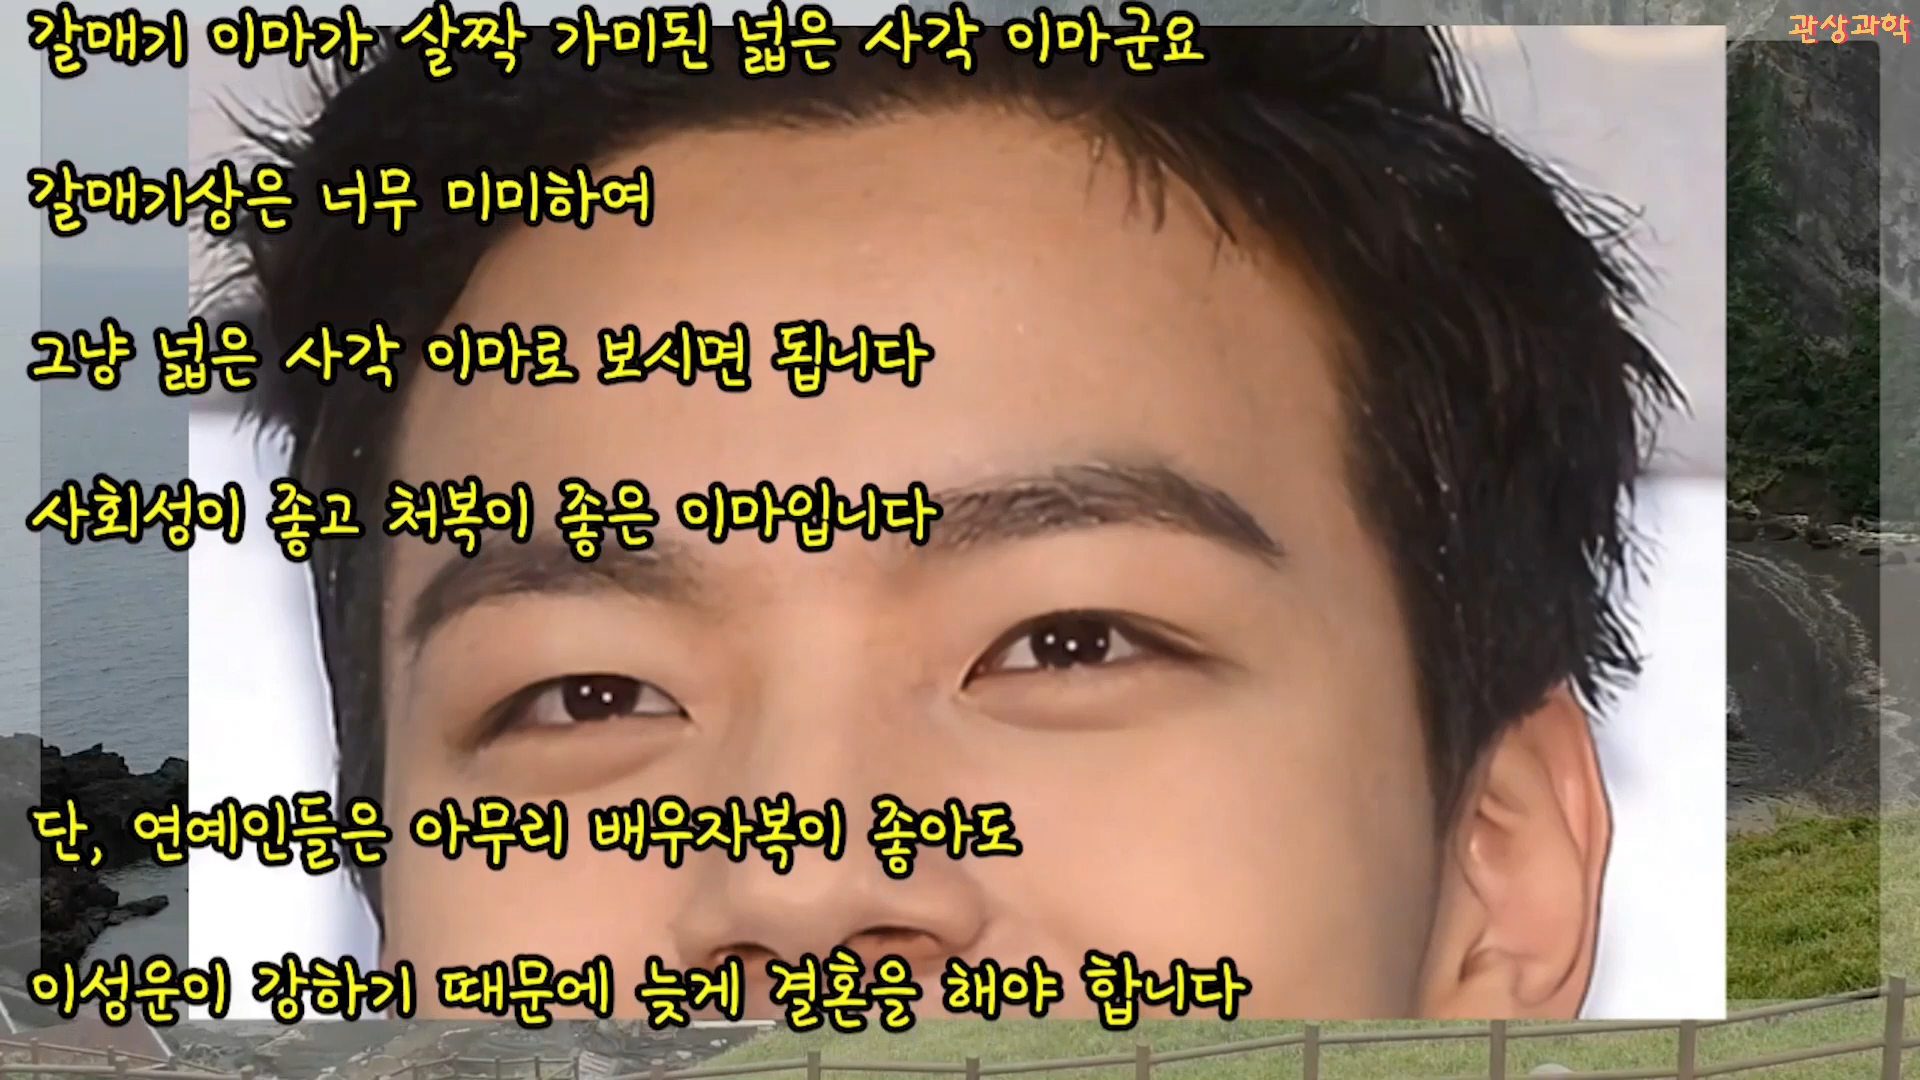 관상과학
갈매기 이마가 살짝 가미된 넓은 사각 이마군요
갈매기상은 너무 미미하여
그냥 넓은 사각 이마로 보시면 됩니다
사회성이 좋고 처복이 좋은 이마입니다
단, 연예인들은 아무리 배우자복이 좋아도
이성운이 강하기 때문에 늦게 결혼을 해야 합니다